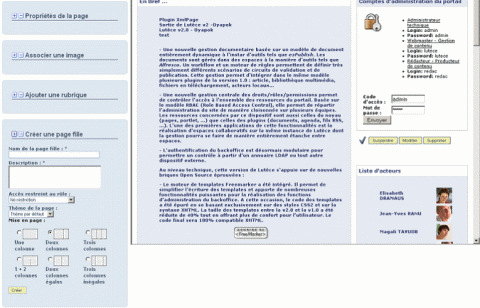 Propriétés de la page
Associer une image
Ajouter une rubrique
Créer une page fille
Nom de la page fille : *
Description : *
Accès restreint au rôle :
No restriction
Thème de la page :
Thème par défaut
Mise en page :
Une colonne
Deux colonnes
Trois colonnes
1 + 2 colonnes
Deux colonnes égales
Trois colonnes inégales
Créer
En Bref ...
Plugin XmlPage
Sortie de Lutèce v2 -Oyapok
Lutèce v2.0 - Oyapok
test
- Une nouvelle gestion documentaire basée sur un modèle de document
entièrement dynamique à l'instar d'outils tels que ezPublish. Les
documents sont gérés dans des espaces à la manière d'outils tels que
Alfresco. Un workflow et un moteur de règles permettent de définir très
simplement différents scénarios de circuits de validation et de
publication. Cette gestion permet d'intégrer dans le même modèle
plusieurs plugins de la version 1.0 : article, bibliothèque multimédia,
fichiers en téléchargement, acteurs locaux...
- Une nouvelle gestion centrale des droits/rôles/permissions permet
de contrôler l'accès à l'ensemble des ressources du portail. Basée sur
le modèle RBAC (Role Based Access Control), elle permet de répartir
l'administration du site de manière cloisonnée sur plusieurs équipes.
Les ressources concernées par ce dispositif sont aussi celles du noyau
(pages, portlet, ...) que celles des plugins (documents, agenda, fils RSS,
...). L'une des premières applications de cette fonctionnalités est la
réalisation d'espaces collaboratifs sur la même instance de Lutèce dont
la gestion pourra se faire de manière entièrement étanche entre
espaces.
- L'authentification du backoffice est désormais modulaire pour
permettre un contrôle à partir d'un annuaire LDAP ou tout autre
dispositif externe.
Au niveau technique, cette version de Lutèce s'appuie sur de nouvelles
briques Open Source éprouvées :
- Le moteur de templates Freemarker a été intégré. Il permet de
simplifier l'écriture des templates et apporte de nombreuses
fonctionnalités puissantes pour la réalisation des fonctions
d'administration du backoffice. A cette occasion, le code des templates
a été épuré en se basant exclusivement sur des styles CSS2 et sur la
syntaxe XHTML. La taille des templates entre la v2.0 et la v1.0 a été
réduite de 40% tout en offrant plus de confort pour l'utilisateur. Le
code final sera 100% compatible XHTML.
<FreeMarker>
Comptes d'administration du portail
Administrateur technique
Login: admin
Password: admin
Webmaster - Gestion de contenu
Login: lutece
Password: lutece
Rédacteur - Producteur de contenu
Login: redac
Password: redac
Code d'accès : admin
Mot de passe :
Envoyer
Suspendre Modifier Supprimer
Liste d'acteurs
Elisabeth
Jean-Yves
Magali